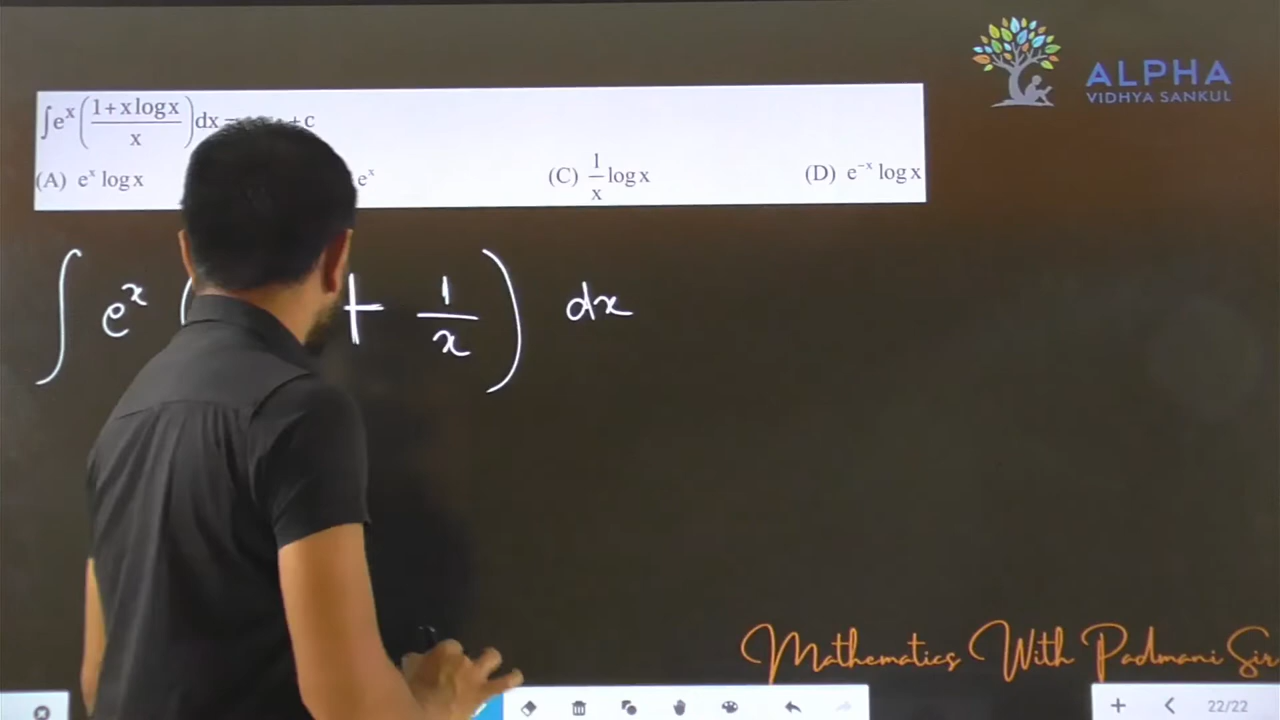 ALPHA
VIDHYA SANKUL
∫eˣ((1+x log x)/x)dx = +c
(A) eˣ log x eˣ (C) 1/x log x (D) e⁻ˣ log x
∫ eˣ ( + 1/x ) dx
Mathematics With Padmani Sir
22/22